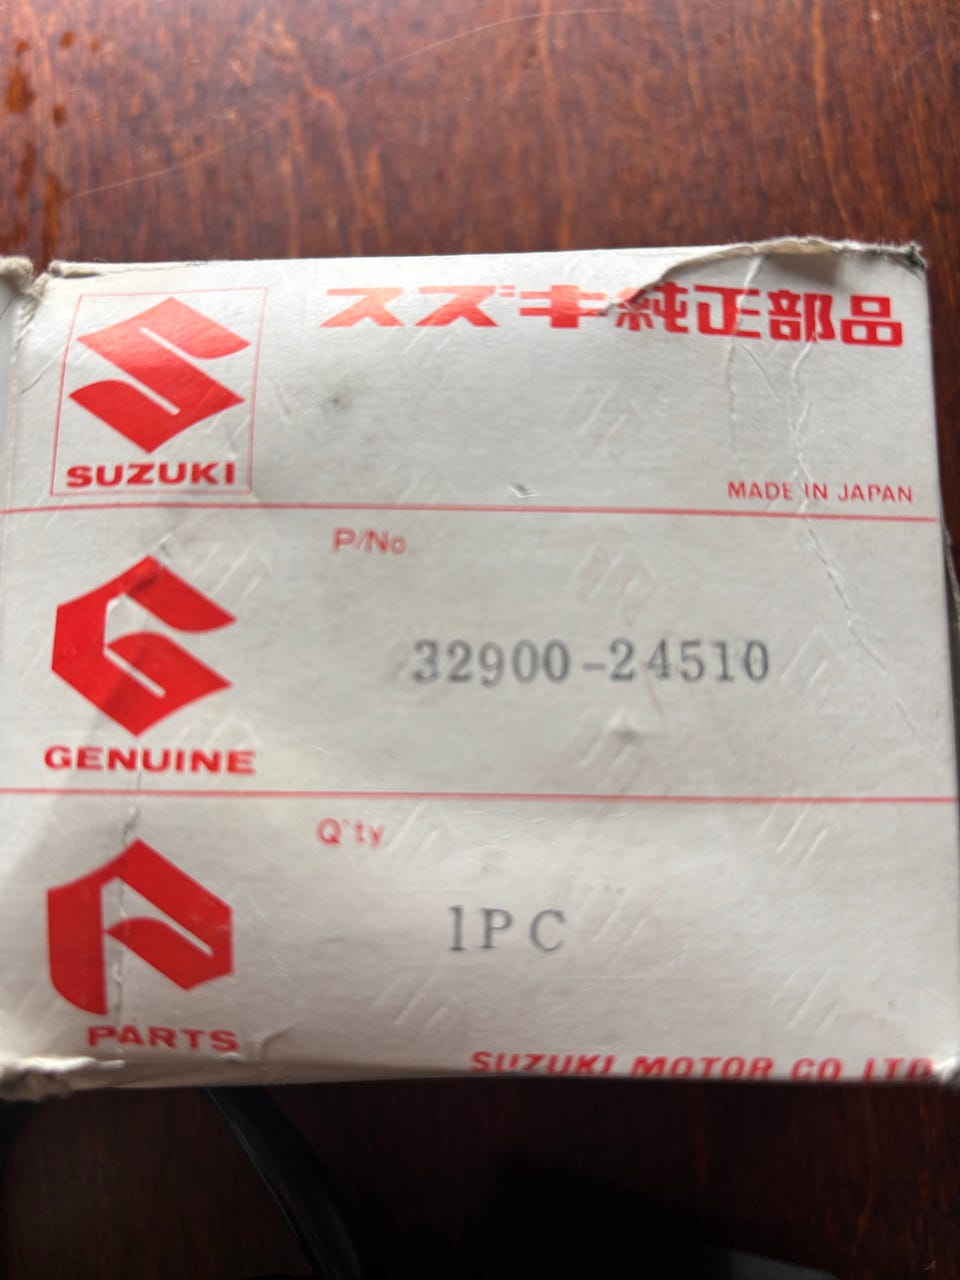 スズキ純正部品
SUZUKI
MADE IN JAPAN
P/No.
32900-24510
GENUINE
Q'ty
1PC
PARTS
SUZUKI MOTOR CO LTD